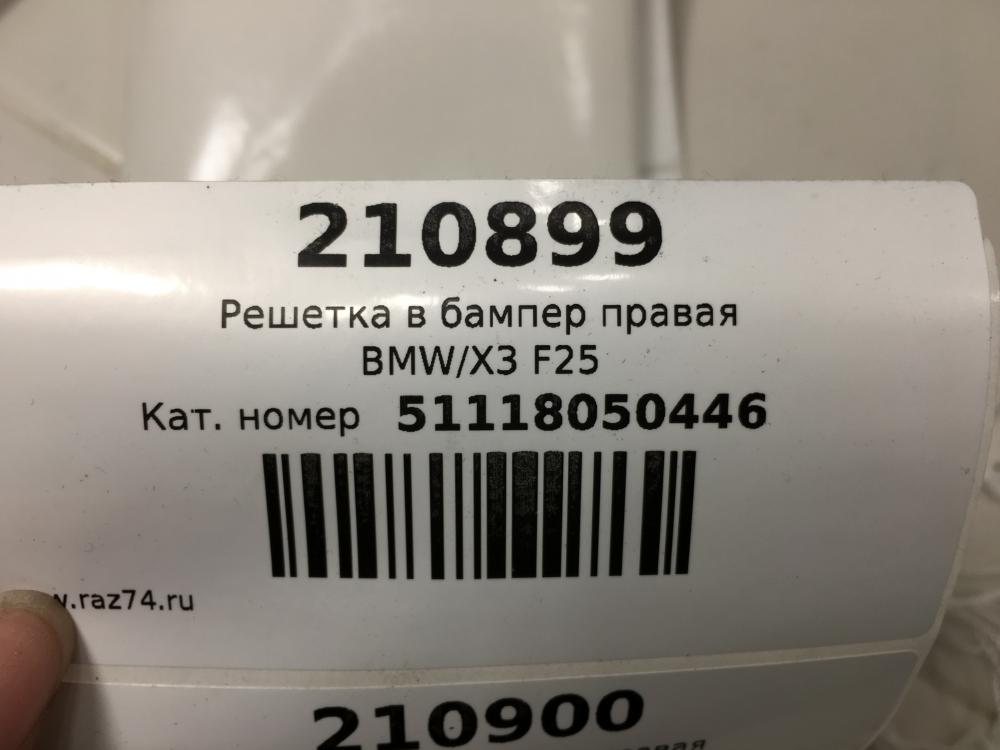 210899
Решетка в бампер правая
BMW/X3 F25
Кат. номер 51118050446
w.raz74.ru
210900